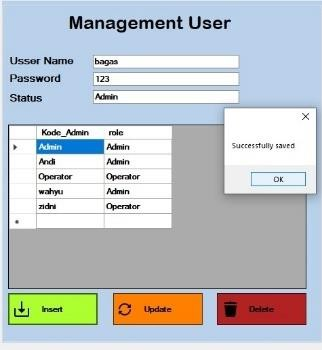 Management User
Usser Name bagas
Password 123
Status Admin
Kode_Admin role
Admin Admin
Andi Admin
Operator Operator
wahyu Admin
zidni Operator
Successfully saved
OK
Insert Update Delete